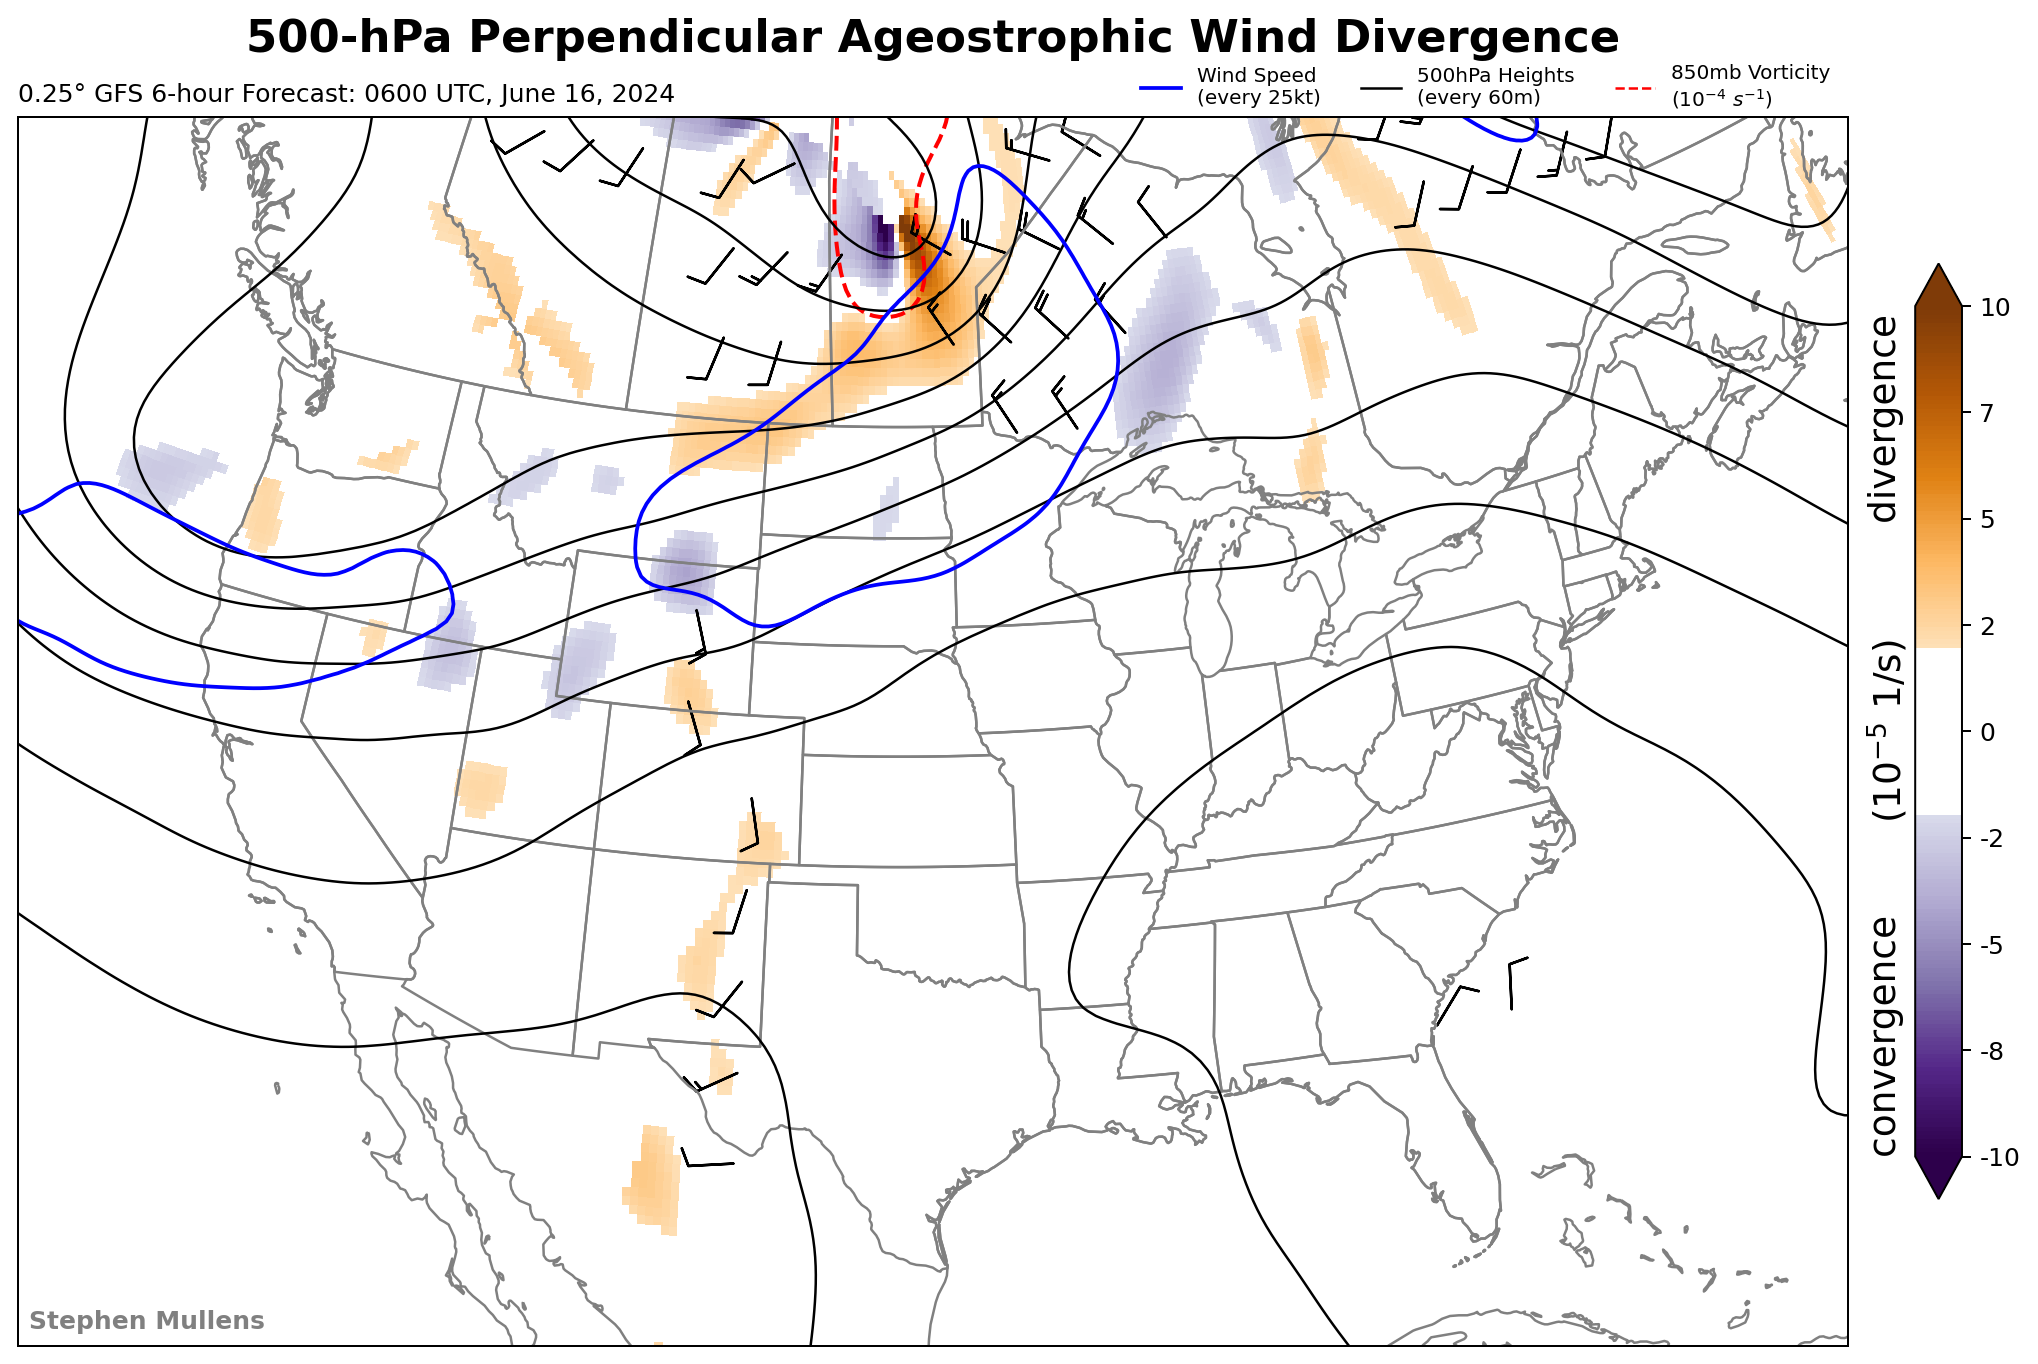 500-hPa Perpendicular Ageostrophic Wind Divergence
0.25° GFS 6-hour Forecast: 0600 UTC, June 16, 2024
Wind Speed
(every 25kt)
500hPa Heights
(every 60m)
850mb Vorticity
(10⁻⁴ s⁻¹)
10
7
5
2
0
-2
-5
-8
-10
convergence (10⁻⁵ 1/s) divergence
Stephen Mullens